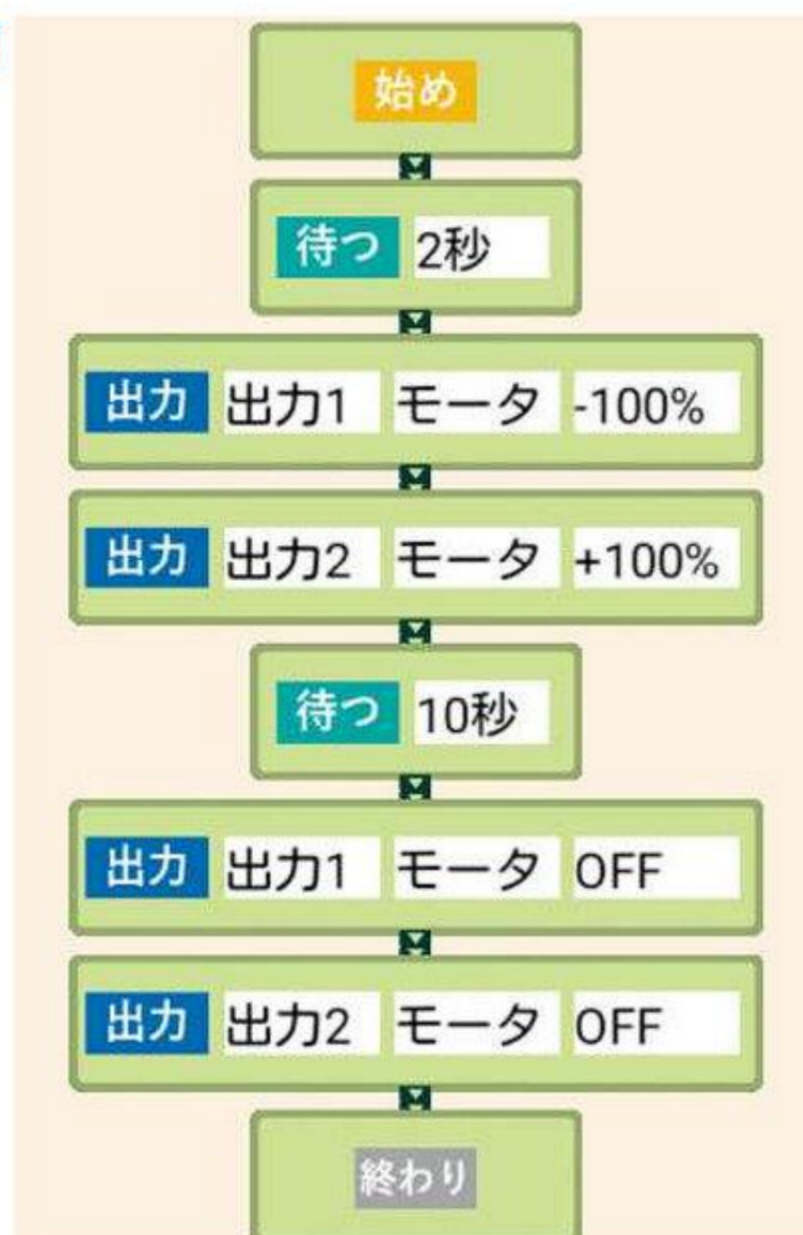 始め
待つ 2秒
出力 出力1 モータ -100%
出力 出力2 モータ +100%
待つ 10秒
出力 出力1 モータ OFF
出力 出力2 モータ OFF
終わり